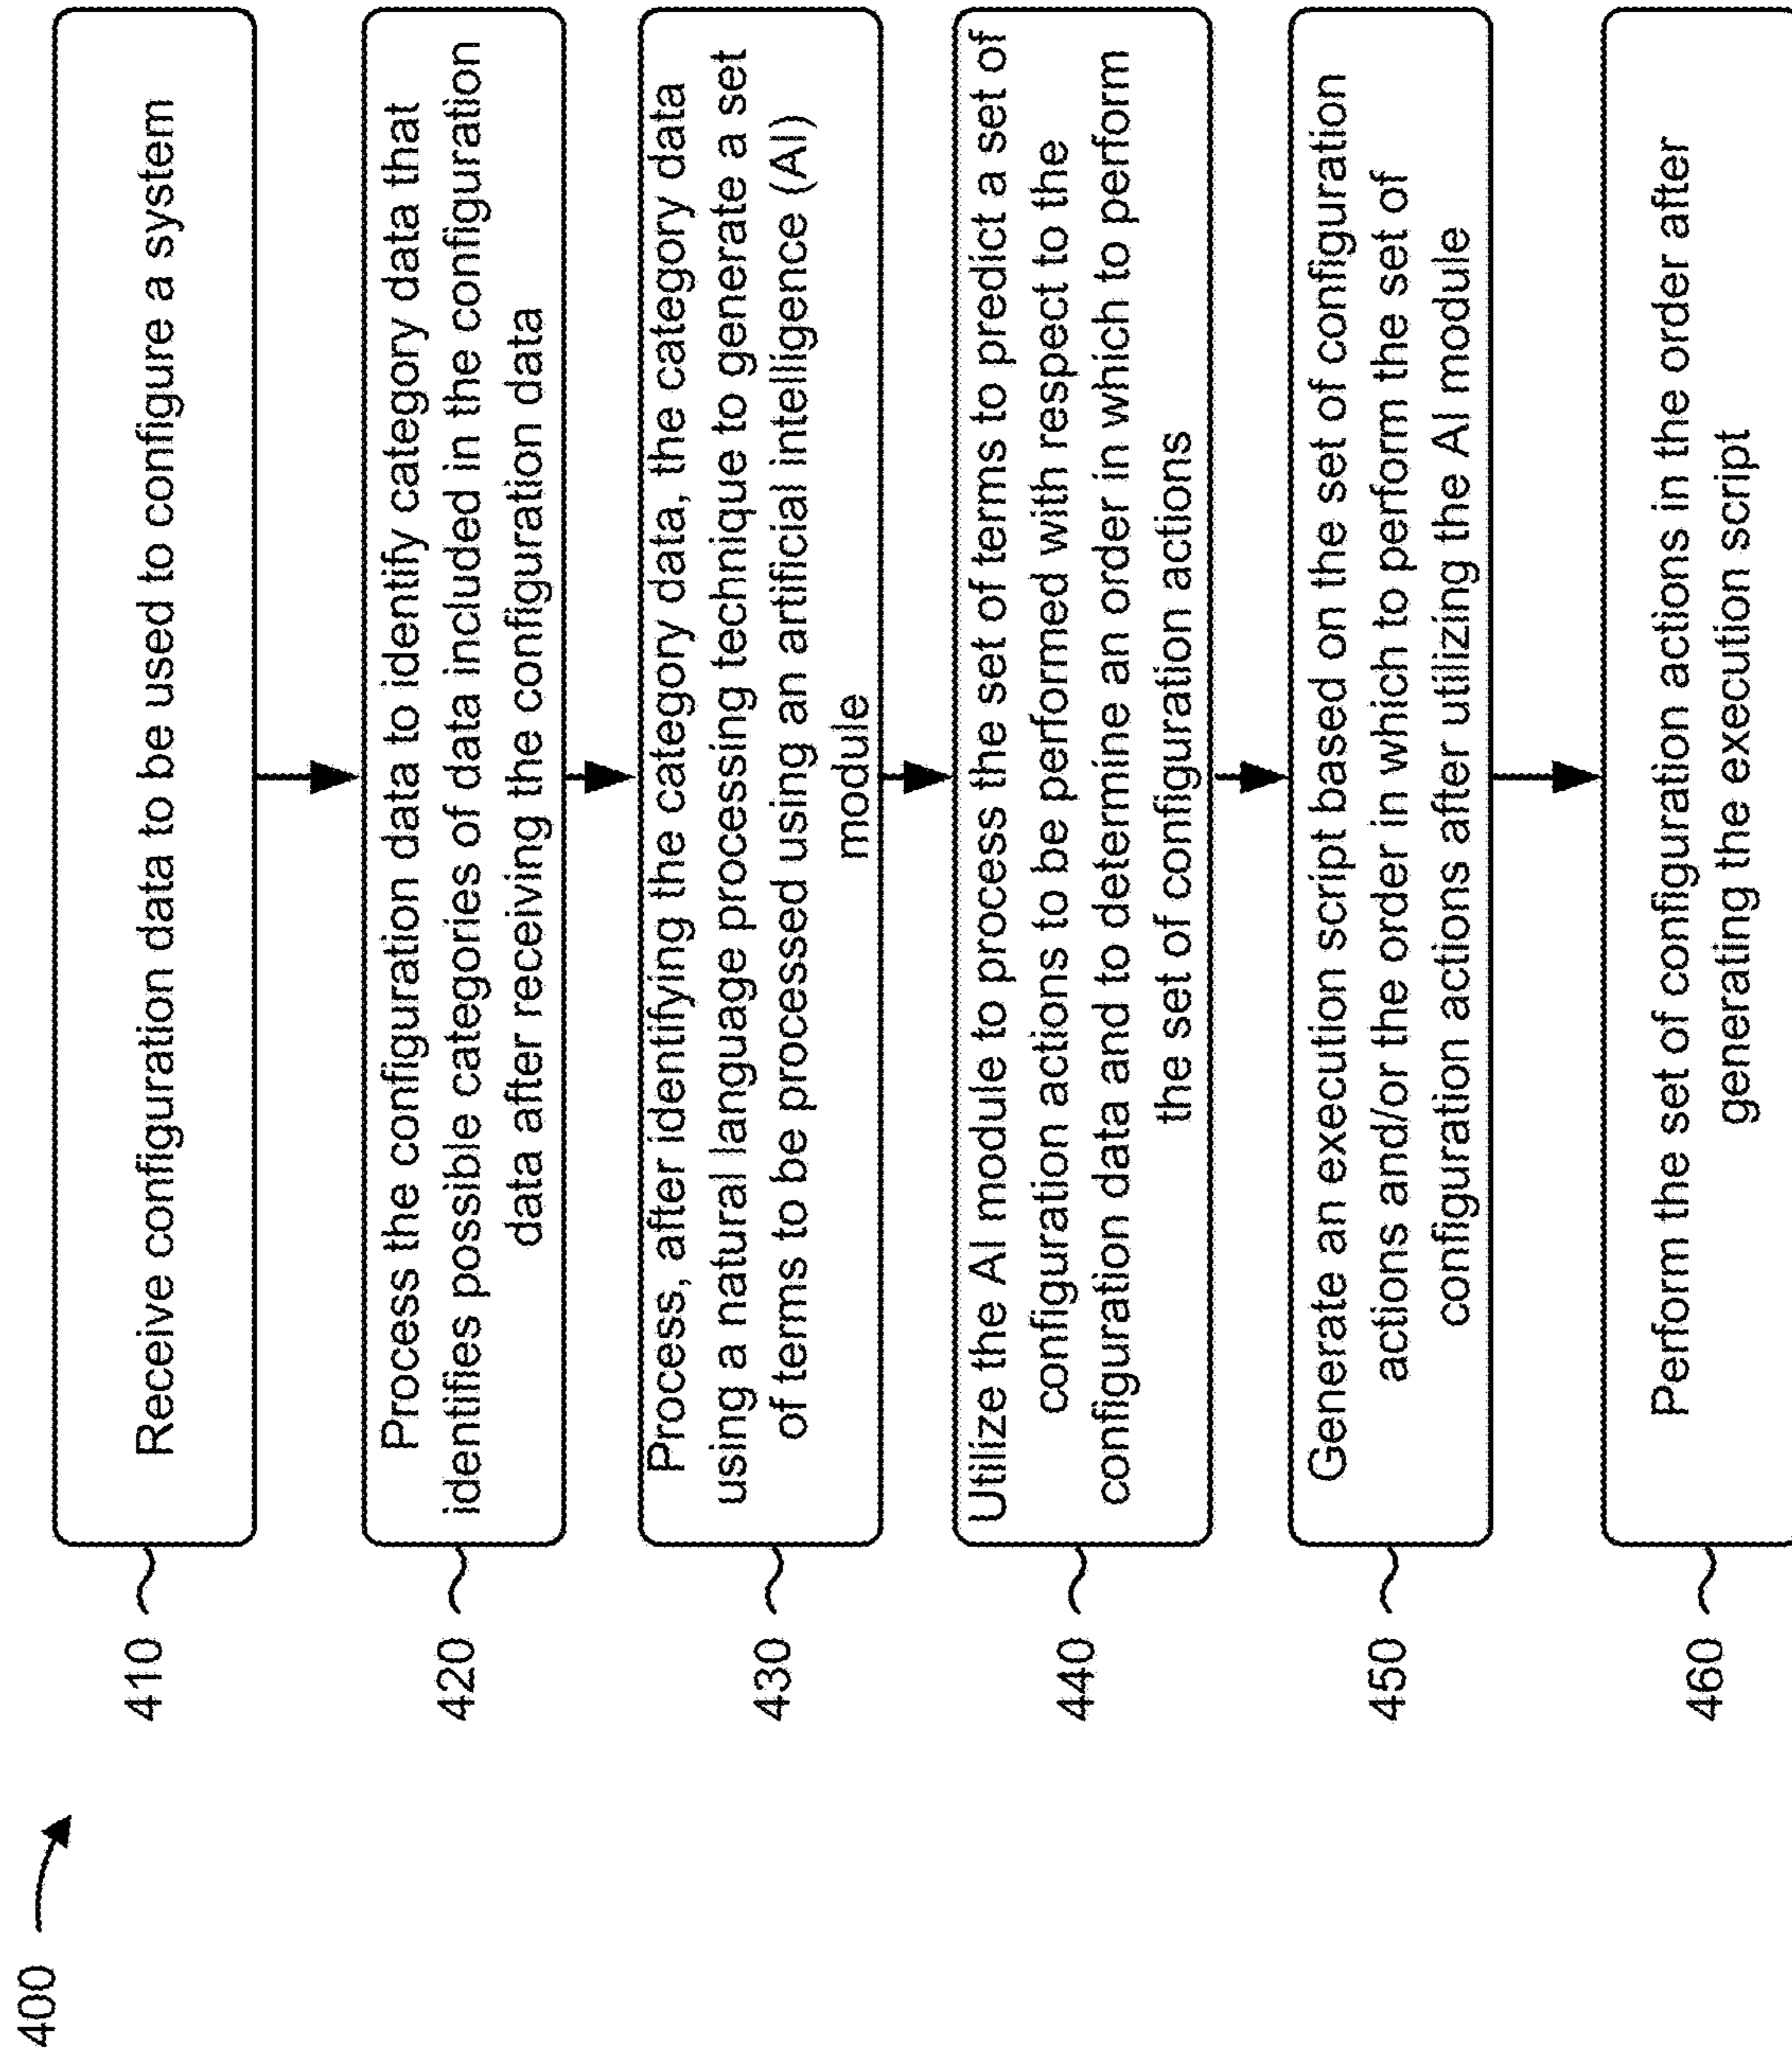 400
410
Receive configuration data to be used to configure a system
420
Process the configuration data to identify category data that
identifies possible categories of data included in the configuration
data after receiving the configuration data
430
Process, after identifying the category data, the category data
using a natural language processing technique to generate a set
of terms to be processed using an artificial intelligence (AI)
module
440
Utilize the AI module to process the set of terms to predict a set of
configuration actions to be performed with respect to the
configuration data and to determine an order in which to perform
the set of configuration actions
450
Generate an execution script based on the set of configuration
actions and/or the order in which to perform the set of
configuration actions after utilizing the AI module
460
Perform the set of configuration actions in the order after
generating the execution script